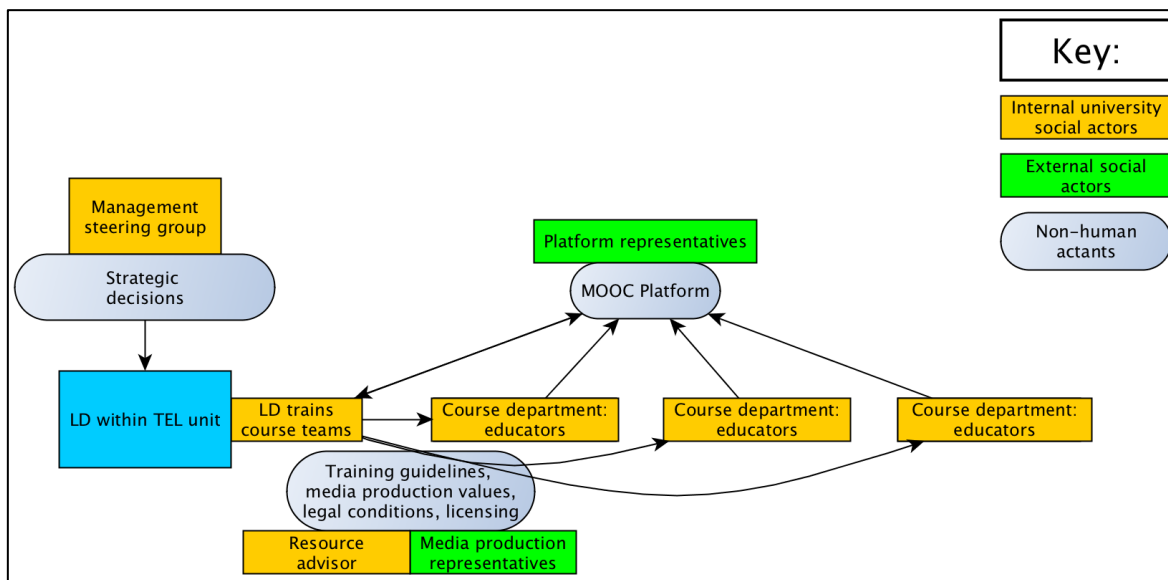 Key:
Internal university
social actors
External social
actors
Non-human
actants
Management
steering group
Strategic
decisions
Platform representatives
MOOC Platform
LD within TEL unit
LD trains
course teams
Course department:
educators
Course department:
educators
Course department:
educators
Training guidelines,
media production values,
legal conditions, licensing
Resource
advisor
Media production
representatives